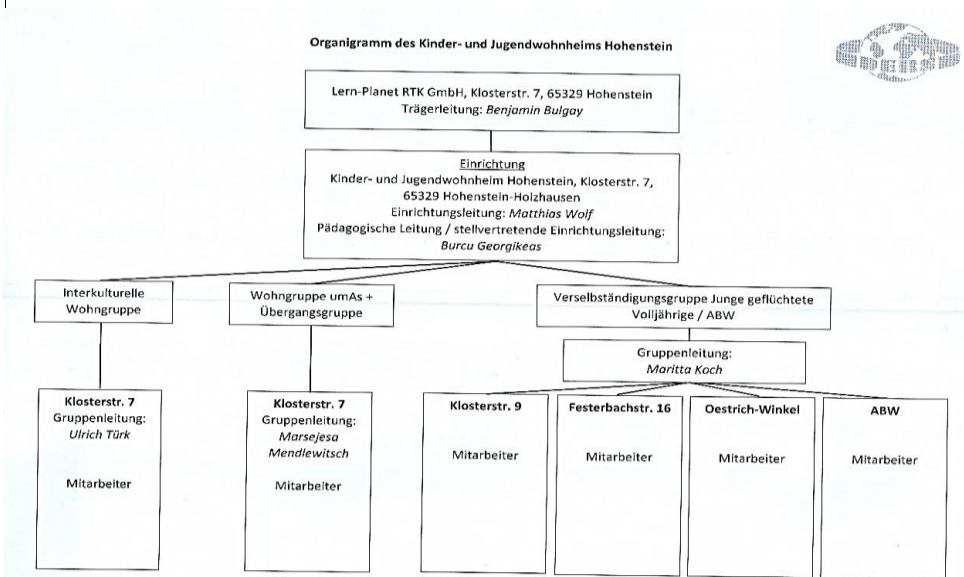 Organigramm des Kinder- und Jugendwohnheims Hohenstein
Lern-Planet RTK GmbH, Klosterstr. 7, 65329 Hohenstein
Trägerleitung: Benjamin Bulgay
Einrichtung
Kinder- und Jugendwohnheim Hohenstein, Klosterstr. 7,
65329 Hohenstein-Holzhausen
Einrichtungsleitung: Matthias Wolf
Pädagogische Leitung / stellvertretende Einrichtungsleitung:
Burcu Georgikeas
Interkulturelle
Wohngruppe
Wohngruppe umAs +
Übergangsgruppe
Verselbständigungsgruppe Junge geflüchtete
Volljährige / ABW
Gruppenleitung:
Maritta Koch
Klosterstr. 7
Gruppenleitung:
Ulrich Türk
Mitarbeiter
Klosterstr. 7
Gruppenleitung:
Marsejesa
Mendlewitsch
Mitarbeiter
Klosterstr. 9
Mitarbeiter
Festerbachstr. 16
Mitarbeiter
Oestrich-Winkel
Mitarbeiter
ABW
Mitarbeiter